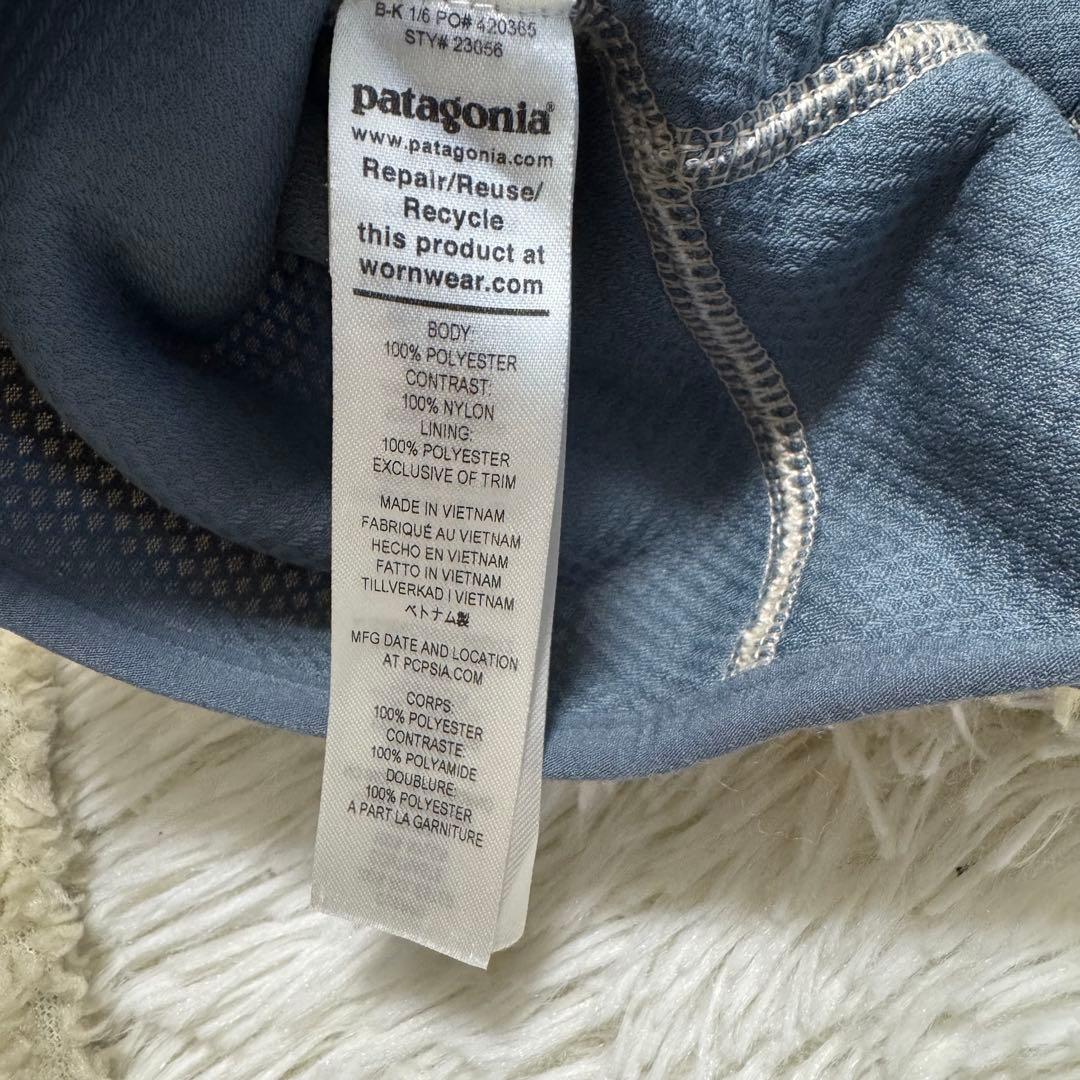 B-K 1/6 PO# 420365
STY# 23056
patagonia®
www.patagonia.com
Repair/Reuse/
Recycle
this product at
wornwear.com
BODY:
100% POLYESTER
CONTRAST:
100% NYLON
LINING:
100% POLYESTER
EXCLUSIVE OF TRIM
MADE IN VIETNAM
FABRIQUÉ AU VIETNAM
HECHO EN VIETNAM
FATTO IN VIETNAM
TILLVERKAD I VIETNAM
ベトナム製
MFG DATE AND LOCATION
AT PCPSIA.COM
CORPS:
100% POLYESTER
CONTRASTE:
100% POLYAMIDE
DOUBLURE:
100% POLYESTER
A PART LA GARNITURE